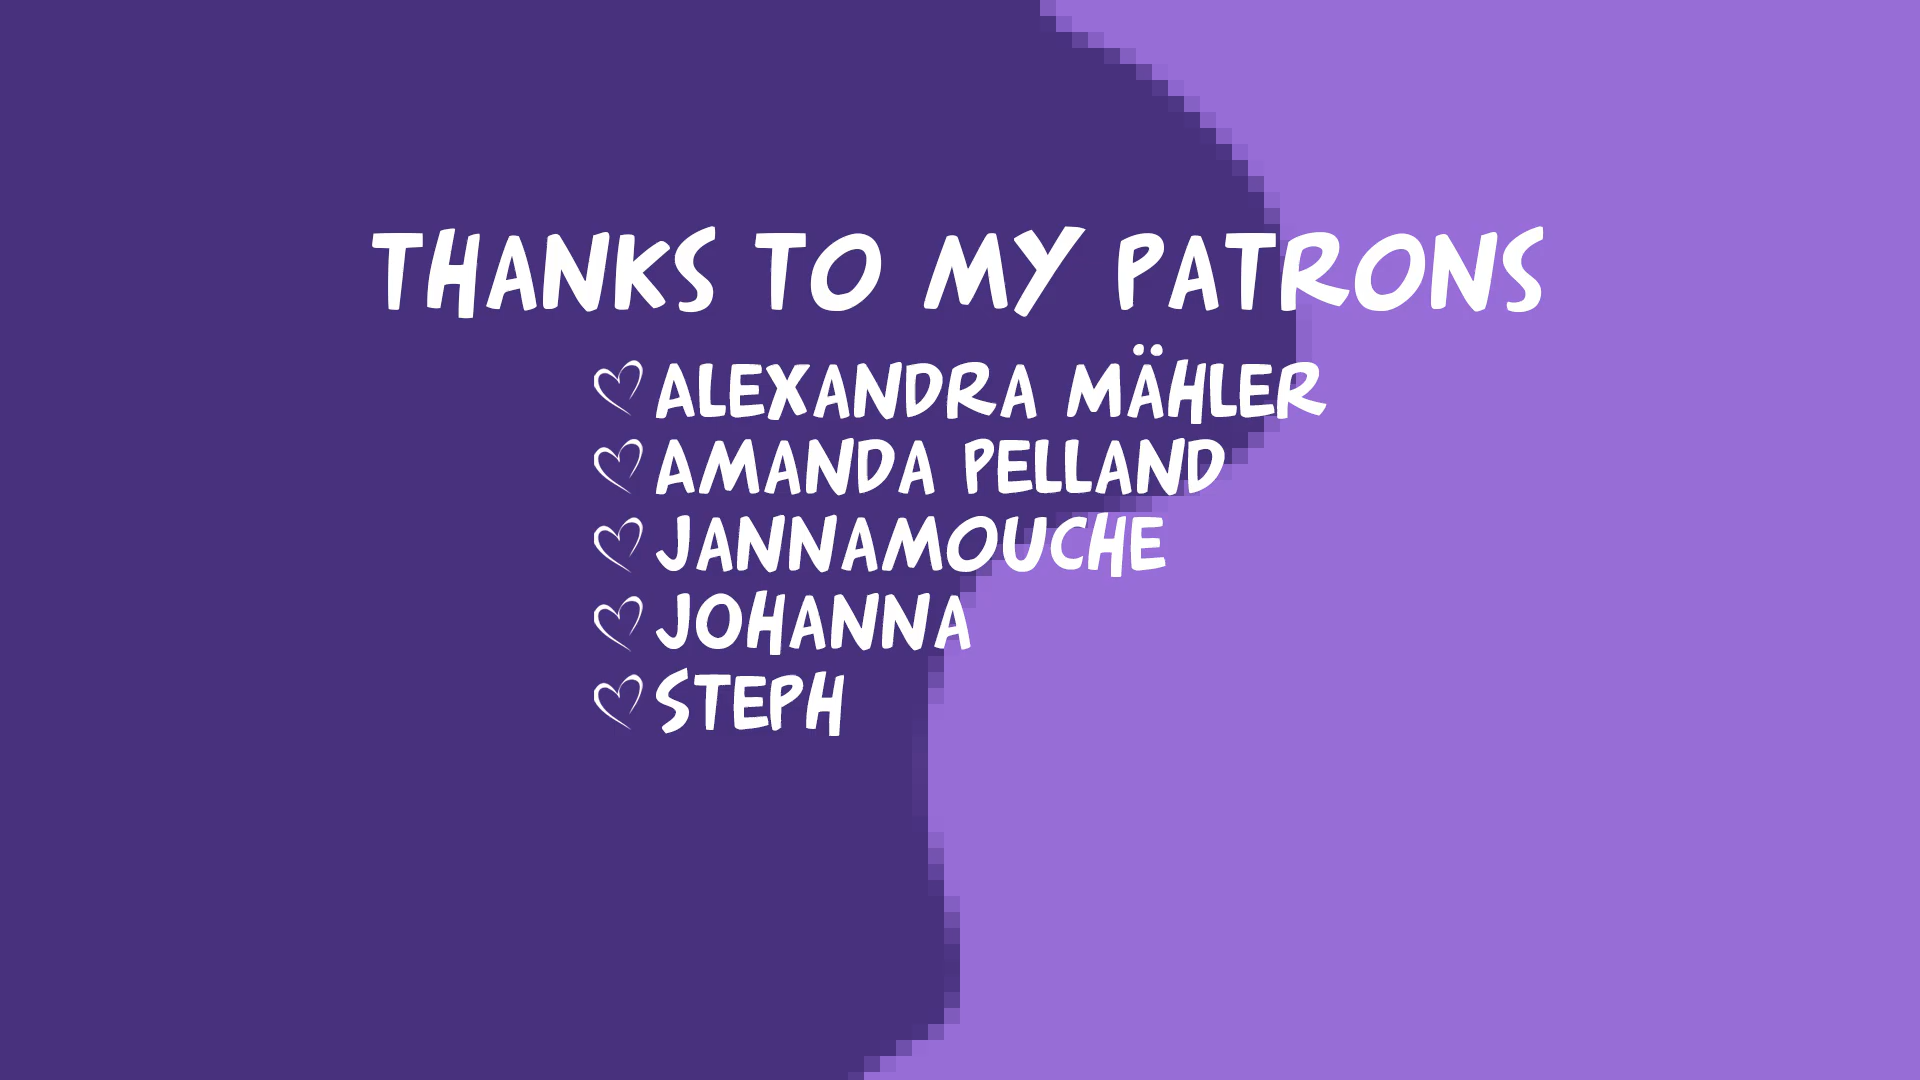 THANKS TO MY PATRONS
♡ ALEXANDRA MÄHLER
♡ AMANDA PELLAND
♡ JANNAMOUCHE
♡ JOHANNA
♡ STEPH